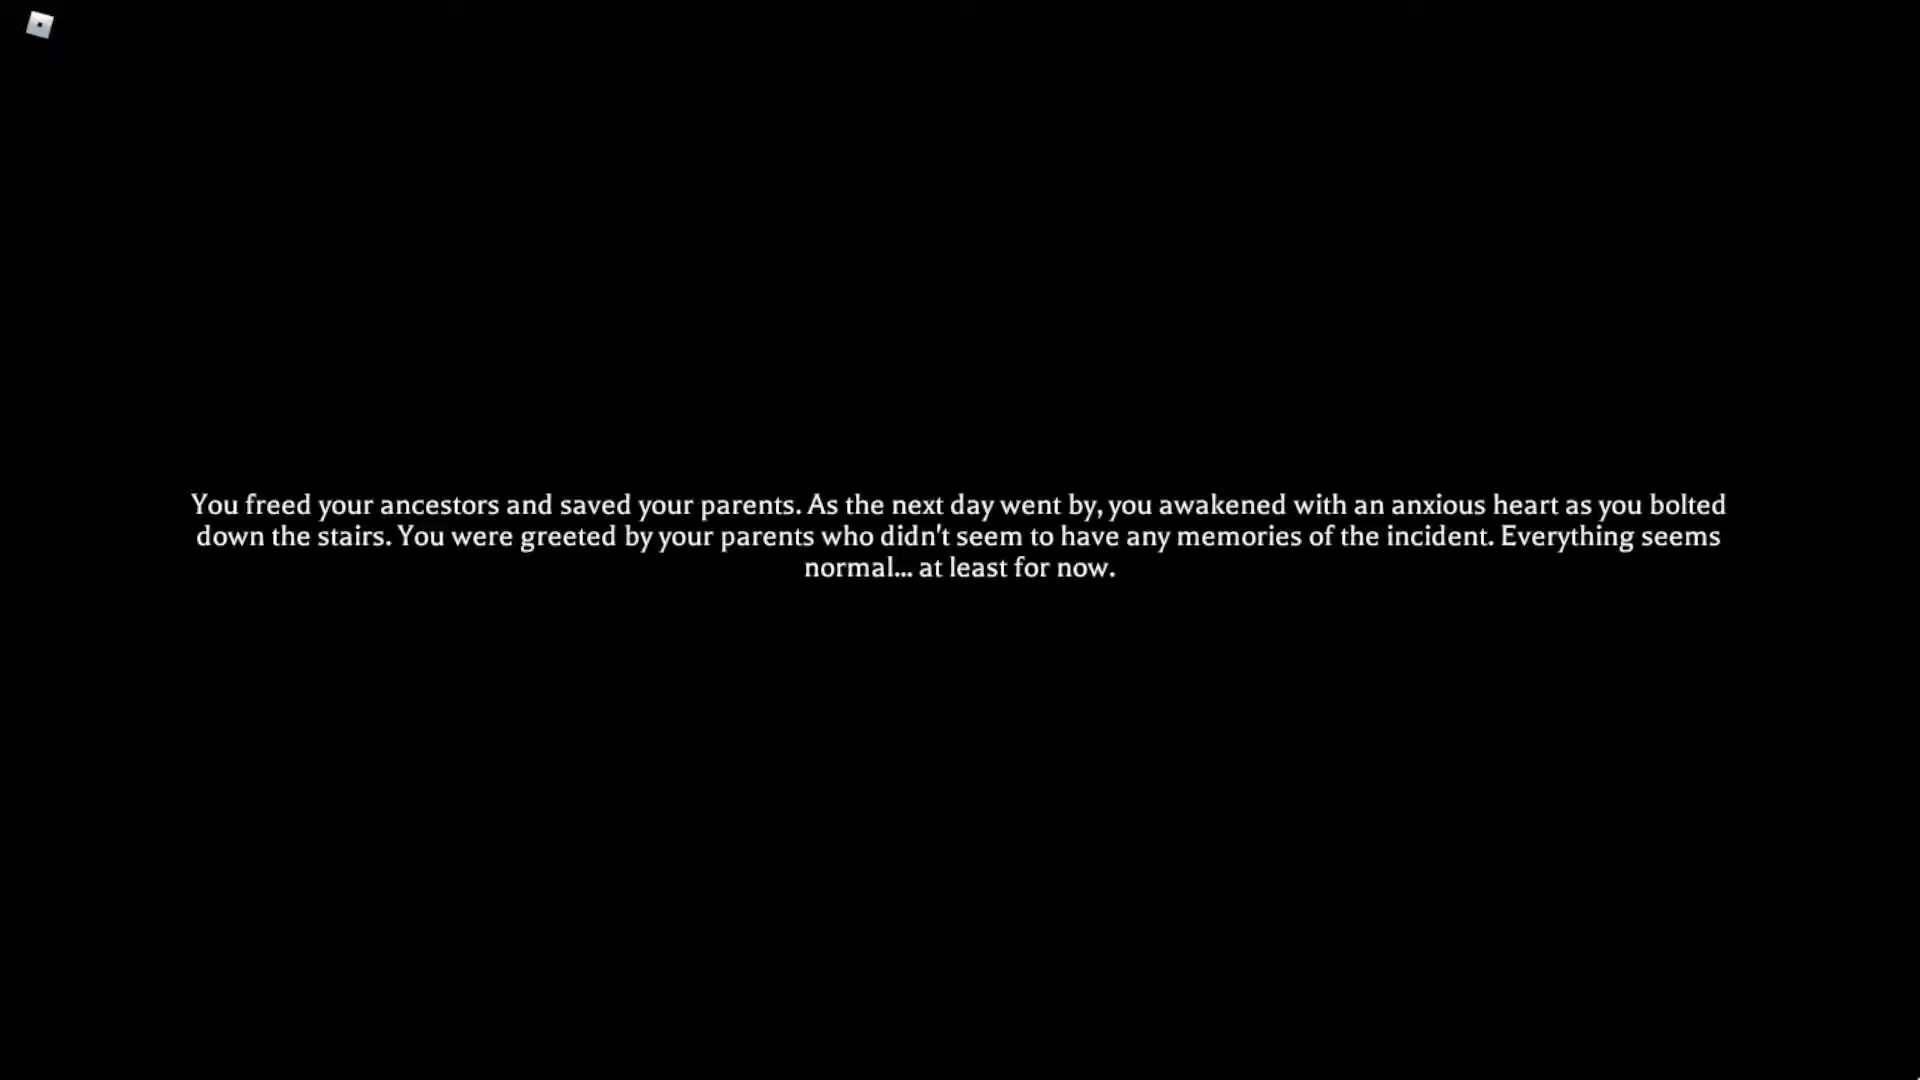 You freed your ancestors and saved your parents. As the next day went by, you awakened with an anxious heart as you bolted
down the stairs. You were greeted by your parents who didn't seem to have any memories of the incident. Everything seems
normal... at least for now.